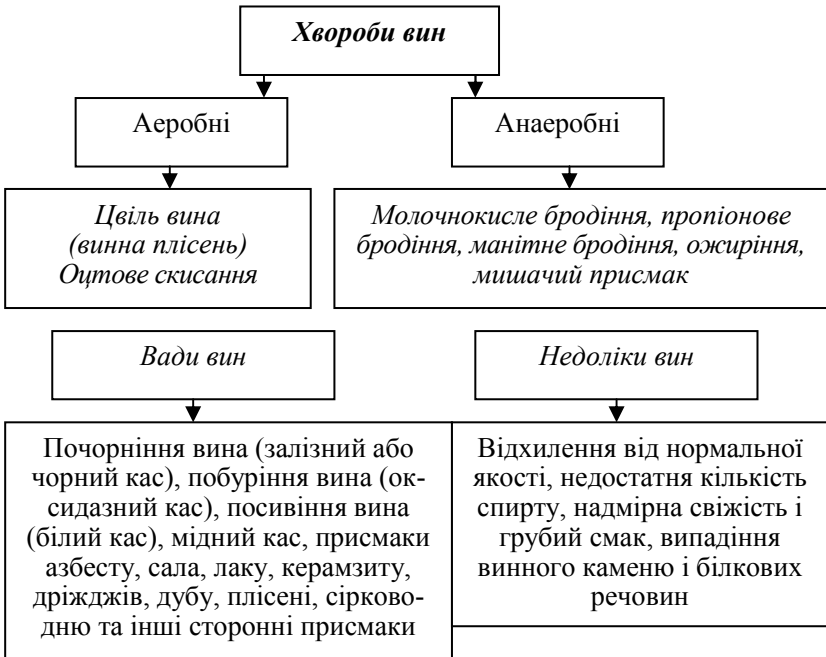 Хвороби вин
Аеробні
Анаеробні
Цвіль вина
(винна плісень)
Оцтове скисання
Молочнокисле бродіння, пропіонове
бродіння, манітне бродіння, ожиріння,
мишачий присмак
Вади вин
Недоліки вин
Почорніння вина (залізний або
чорний кас), побуріння вина (ок-
сидазний кас), посивіння вина
(білий кас), мідний кас, присмаки
азбесту, сала, лаку, керамзиту,
дріжджів, дубу, плісені, сірково-
дню та інші сторонні присмаки
Відхилення від нормальної
якості, недостатня кількість
спирту, надмірна свіжість і
грубий смак, випадіння
винного каменю і білкових
речовин